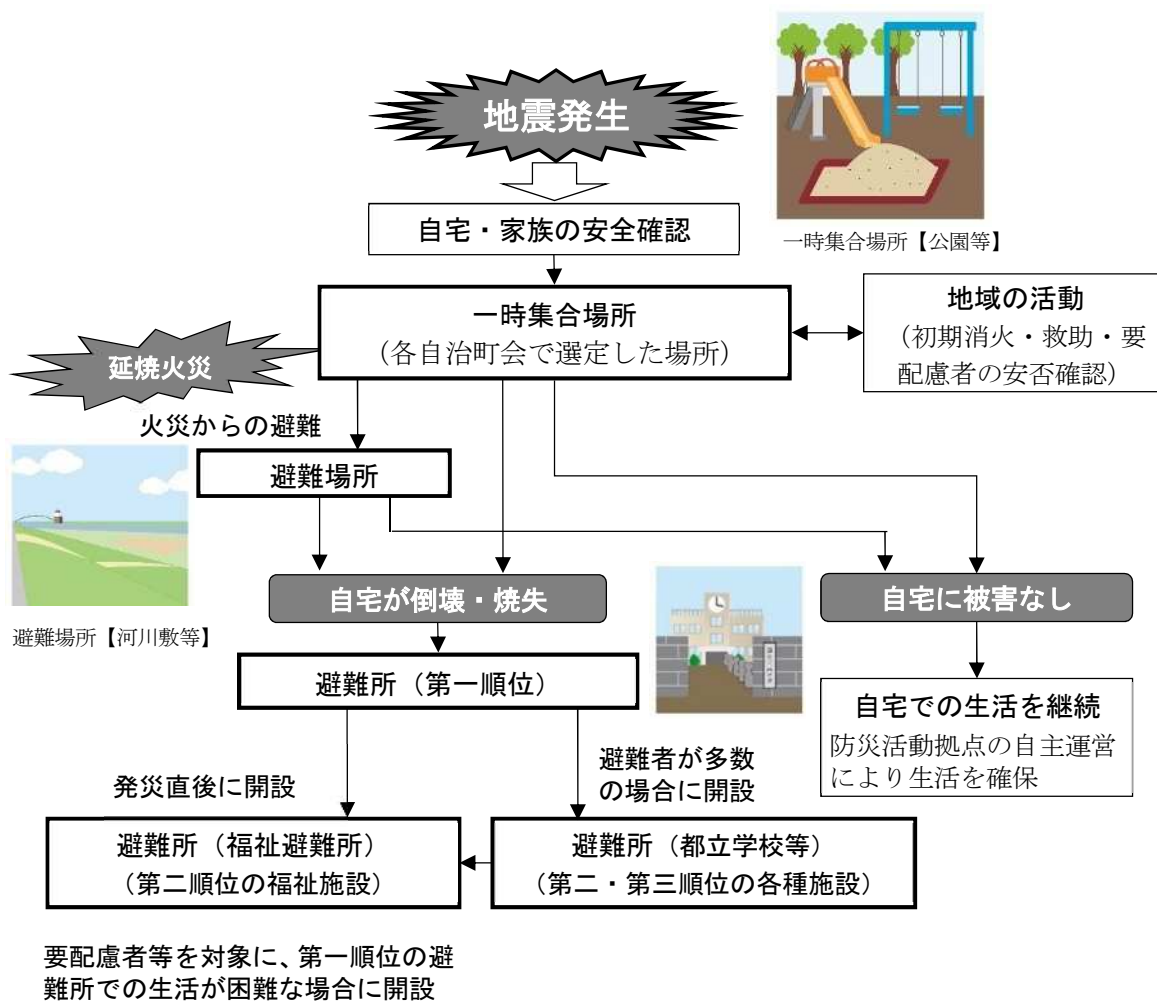 地震発生
自宅・家族の安全確認
一時集合場所【公園等】
一時集合場所
（各自治町会で選定した場所）
地域の活動
（初期消火・救助・要
配慮者の安否確認）
延焼火災
火災からの避難
避難場所
避難場所【河川敷等】
自宅が倒壊・焼失
自宅に被害なし
避難所（第一順位）
自宅での生活を継続
防災活動拠点の自主運営
により生活を確保
発災直後に開設
避難者が多数
の場合に開設
避難所（福祉避難所）
（第二順位の福祉施設）
避難所（都立学校等）
（第二・第三順位の各種施設）
要配慮者等を対象に、第一順位の避
難所での生活が困難な場合に開設